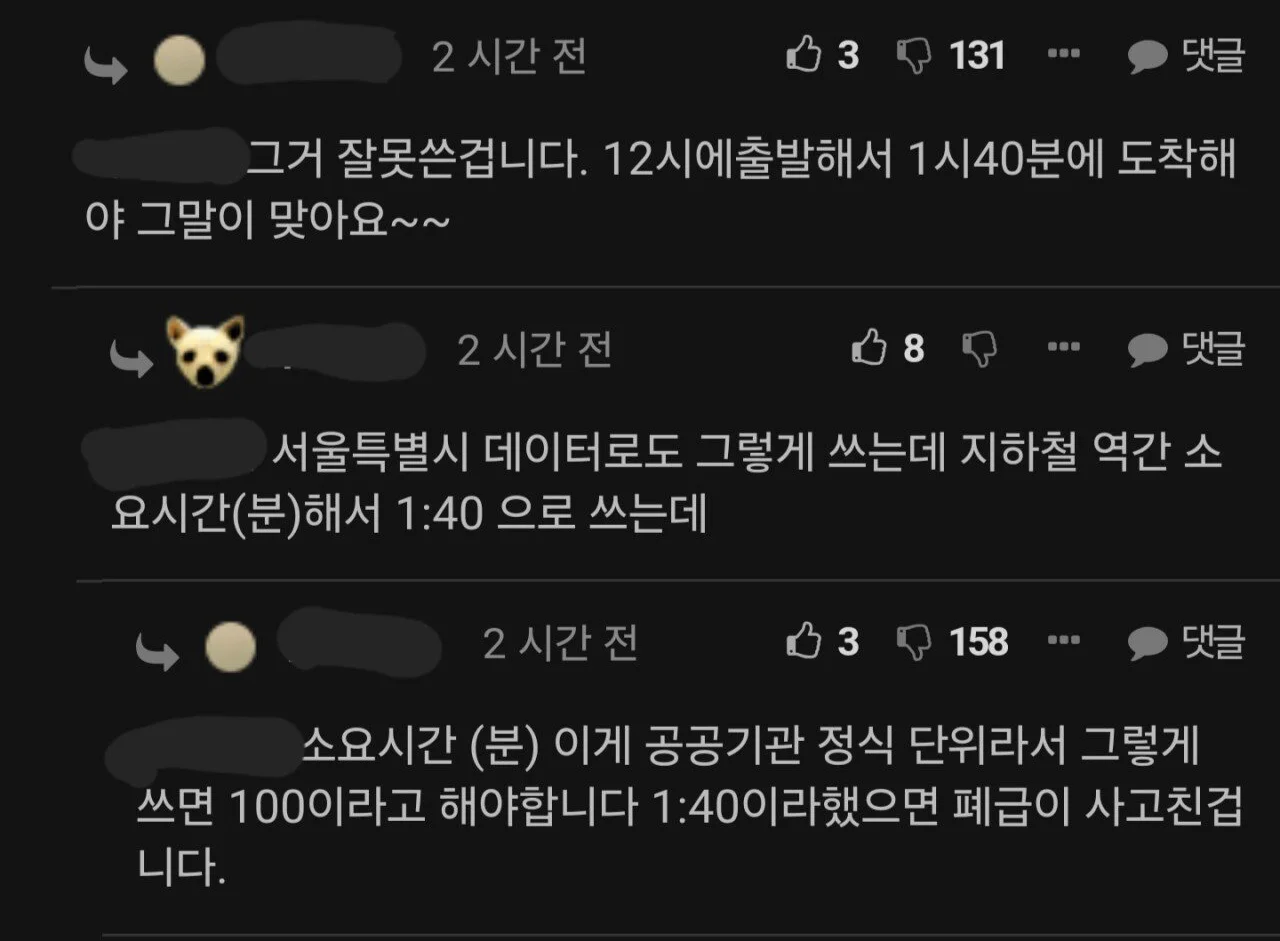 2 시간 전 3 131 ··· 댓글
그거 잘못쓴겁니다. 12시에출발해서 1시40분에 도착해
야 그말이 맞아요~~
2 시간 전 8 ··· 댓글
서울특별시 데이터로도 그렇게 쓰는데 지하철 역간 소
요시간(분)해서 1:40 으로 쓰는데
2 시간 전 3 158 ··· 댓글
소요시간 (분) 이게 공공기관 정식 단위라서 그렇게
쓰면 100이라고 해야합니다 1:40이라했으면 폐급이 사고친겁
니다.